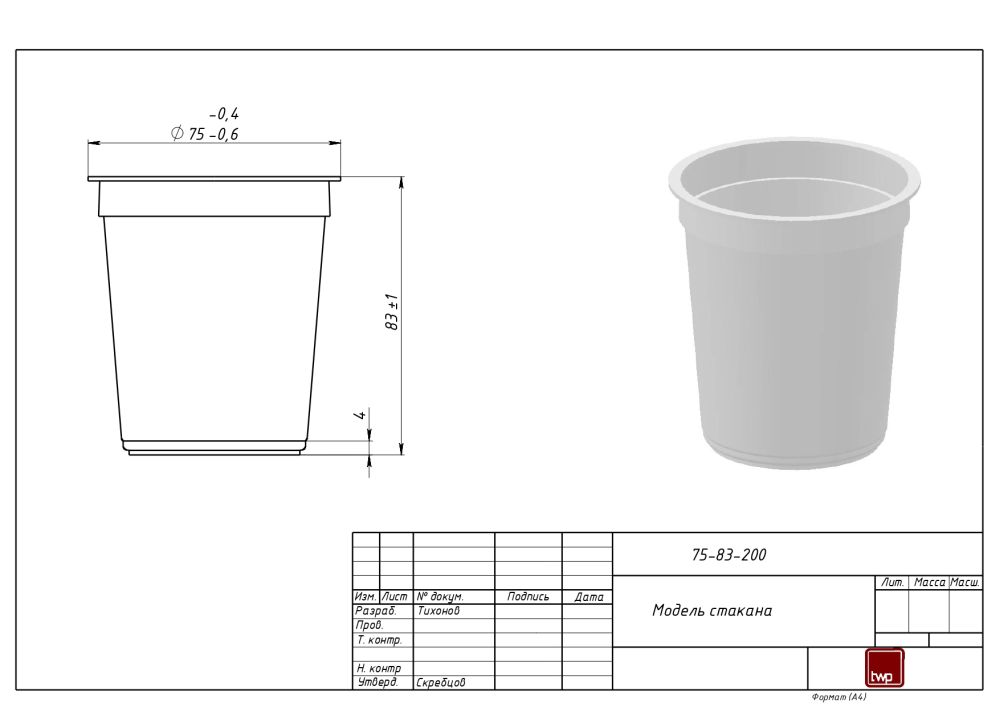 -0,4
∅ 75 -0,6
83 ±1
4
75-83-200
Лит. Масса Масш.
Изм. Лист № докум. Подпись Дата
Модель стакана
Разраб. Тихонов
Пров.
Т. контр.
Н. контр
Утверд. Скребцов
twp
Формат (А4)